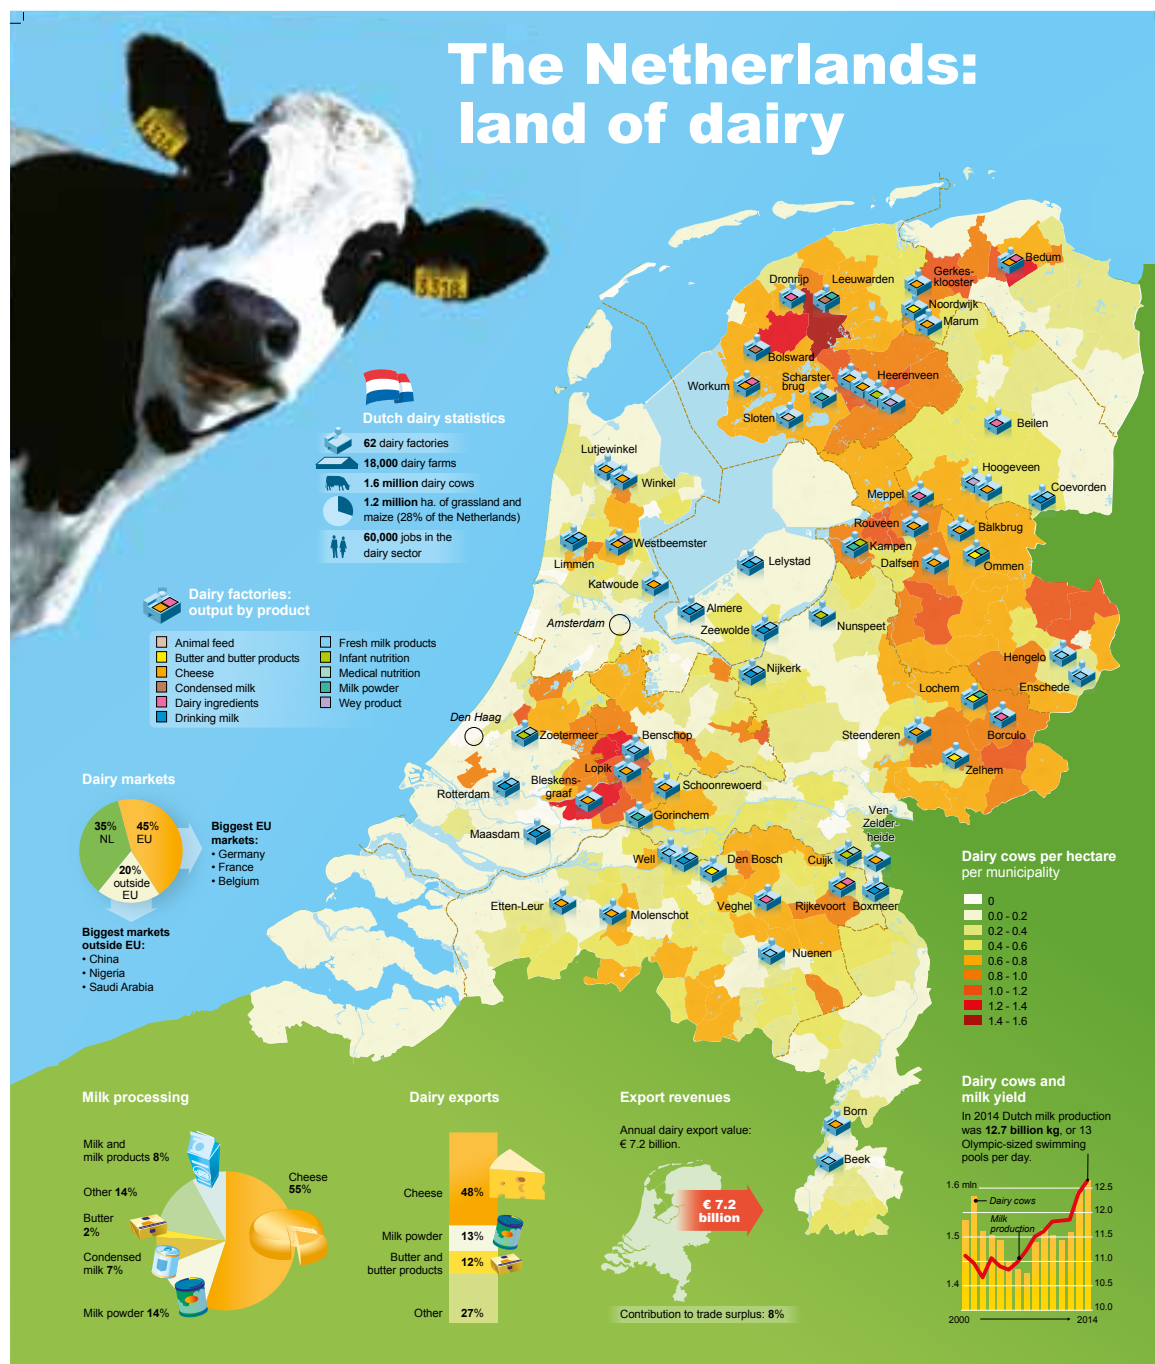 The Netherlands:
land of dairy
3318
Dutch dairy statistics
62 dairy factories
18,000 dairy farms
1.6 million dairy cows
1.2 million ha. of grassland and
maize (28% of the Netherlands)
60,000 jobs in the
dairy sector
Dairy factories:
output by product
Animal feed
Butter and butter products
Cheese
Condensed milk
Dairy ingredients
Drinking milk
Fresh milk products
Infant nutrition
Medical nutrition
Milk powder
Wey product
Dronrijp
Leeuwarden
Gerkes-
klooster
Bedum
Noordwijk
Marum
Bolsward
Workum
Scharster-
brug
Heerenveen
Sloten
Beilen
Lutjewinkel
Winkel
Hoogeveen
Coevorden
Meppel
Rouveen
Balkbrug
Westbeemster
Kampen
Limmen
Lelystad
Dalfsen
Ommen
Katwoude
Almere
Amsterdam
Zeewolde
Nunspeet
Nijkerk
Hengelo
Enschede
Lochem
Den Haag
Zoetermeer
Benschop
Steenderen
Borculo
Lopik
Zelhem
Rotterdam
Bleskens-
graaf
Schoonrewoerd
Gorinchem
Maasdam
Ven-
Zelder-
heide
Well
Den Bosch
Cuijk
Etten-Leur
Molenschot
Veghel
Rijkevoort
Boxmeer
Nuenen
Born
Beek
Dairy markets
35%
NL
45%
EU
20%
outside
EU
Biggest EU
markets:
• Germany
• France
• Belgium
Biggest markets
outside EU:
• China
• Nigeria
• Saudi Arabia
Dairy cows per hectare
per municipality
0
0.0 - 0.2
0.2 - 0.4
0.4 - 0.6
0.6 - 0.8
0.8 - 1.0
1.0 - 1.2
1.2 - 1.4
1.4 - 1.6
Milk processing
Milk and
milk products 8%
Other 14%
Butter
2%
Condensed
milk 7%
Milk powder 14%
Cheese
55%
Dairy exports
Cheese 48%
Milk powder 13%
Butter and
butter products 12%
Other 27%
Export revenues
Annual dairy export value:
€ 7.2 billion.
€ 7.2
billion
Contribution to trade surplus: 8%
Dairy cows and
milk yield
In 2014 Dutch milk production
was 12.7 billion kg, or 13
Olympic-sized swimming
pools per day.
1.6 mln
1.5
1.4
Dairy cows
Milk
production
12.5
12.0
11.5
11.0
10.5
10.0
2000
2014